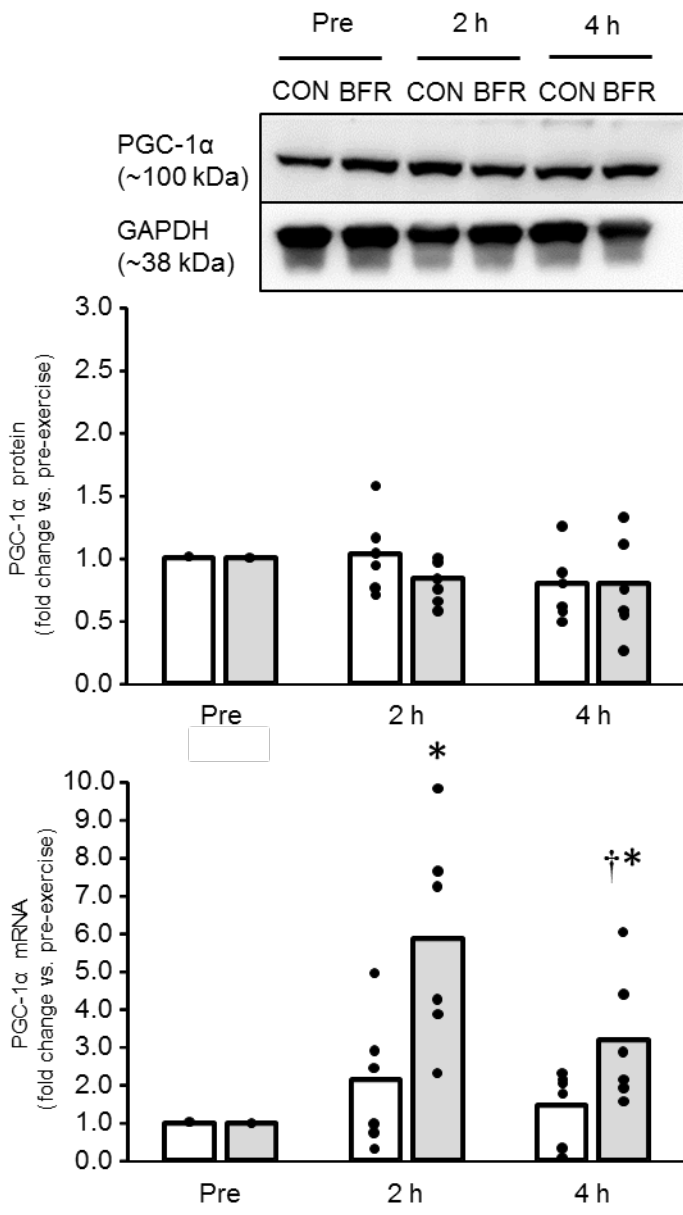 Pre 2 h 4 h
CON BFR CON BFR CON BFR
PGC-1α
(~100 kDa)
GAPDH
(~38 kDa)
PGC-1α protein
(fold change vs. pre-exercise)
3.0
2.5
2.0
1.5
1.0
0.5
0.0
Pre 2 h 4 h
PGC-1α mRNA
(fold change vs. pre-exercise)
*
†*
10.0
9.0
8.0
7.0
6.0
5.0
4.0
3.0
2.0
1.0
0.0
Pre 2 h 4 h